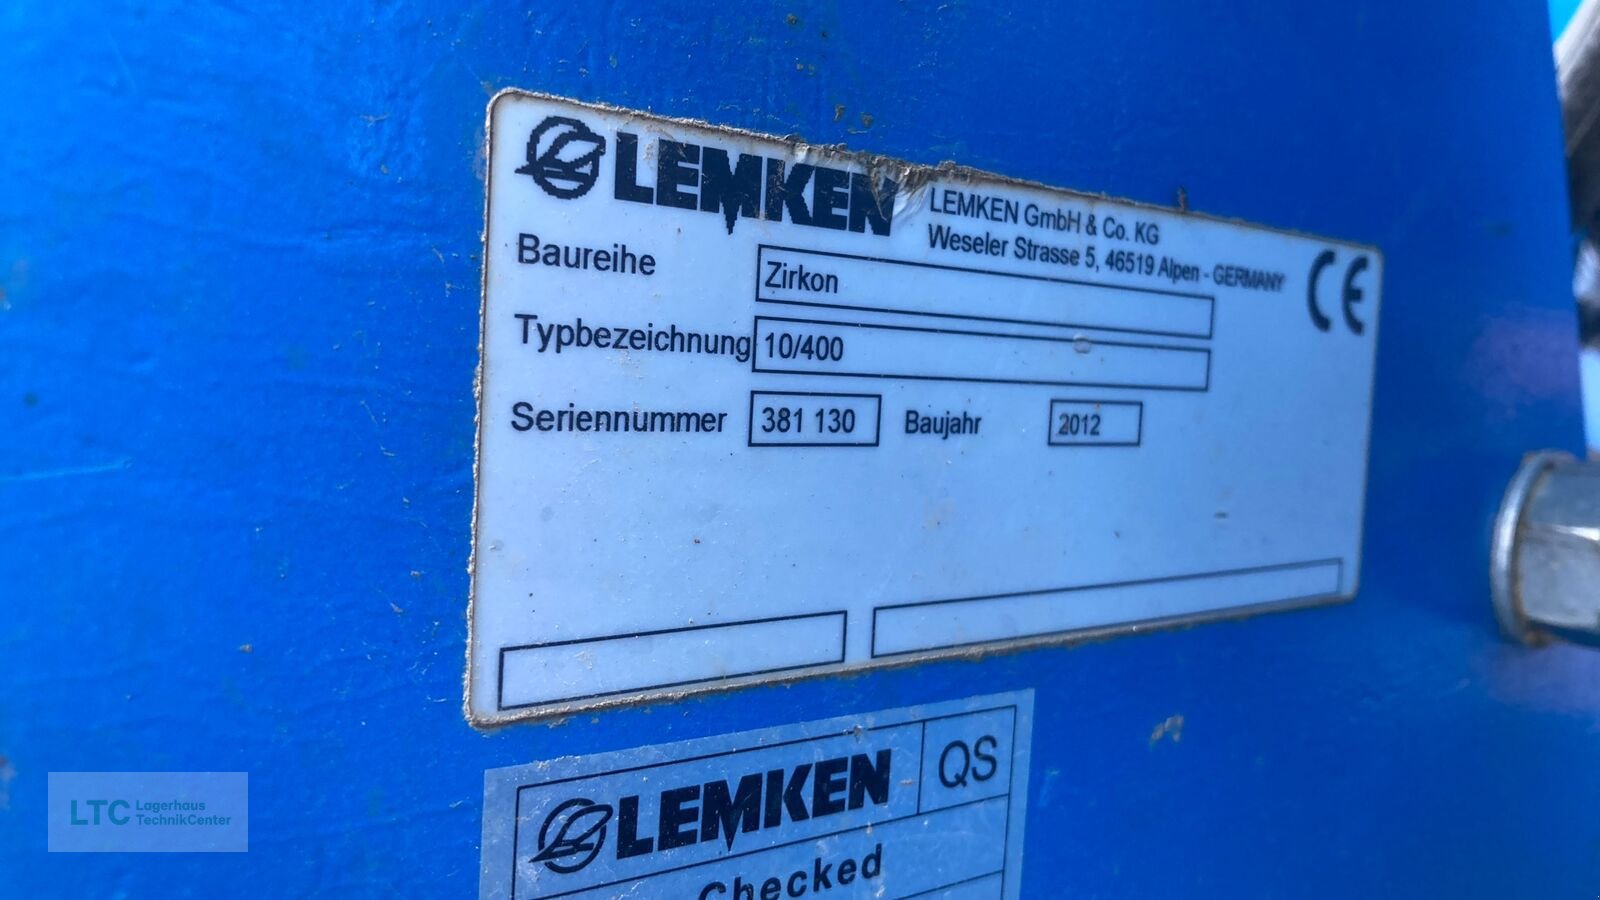 LEMKEN
LEMKEN GmbH & Co. KG
Weseler Strasse 5, 46519 Alpen - GERMANY
CE
Baureihe Zirkon
Typbezeichnung 10/400
Seriennummer 381 130 Baujahr 2012
LEMKEN QS
Checked
LTC Lagerhaus
TechnikCenter